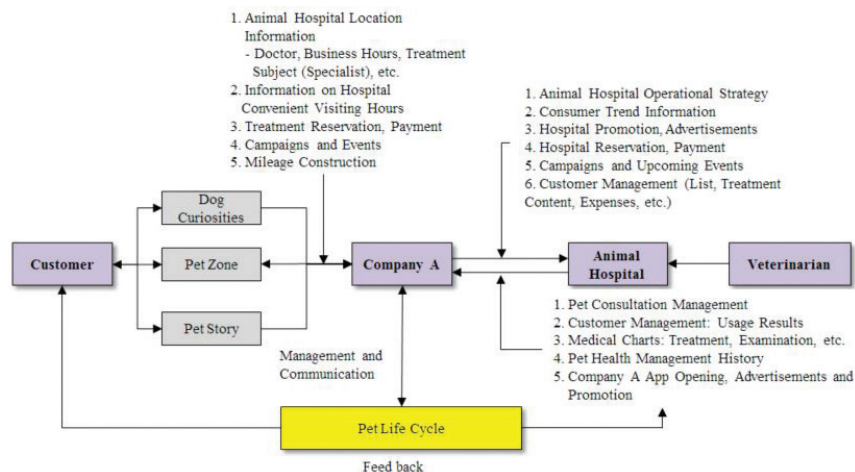 1. Animal Hospital Location
Information
- Doctor, Business Hours, Treatment
Subject (Specialist), etc.
2. Information on Hospital
Convenient Visiting Hours
3. Treatment Reservation, Payment
4. Campaigns and Events
5. Mileage Construction
1. Animal Hospital Operational Strategy
2. Consumer Trend Information
3. Hospital Promotion, Advertisements
4. Hospital Reservation, Payment
5. Campaigns and Upcoming Events
6. Customer Management (List, Treatment
Content, Expenses, etc.)
Dog
Curiosities
Customer
Pet Zone
Company A
Animal
Hospital
Veterinarian
Pet Story
Management and
Communication
1. Pet Consultation Management
2. Customer Management: Usage Results
3. Medical Charts: Treatment, Examination, etc.
4. Pet Health Management History
5. Company A App Opening, Advertisements and
Promotion
Pet Life Cycle
Feed back